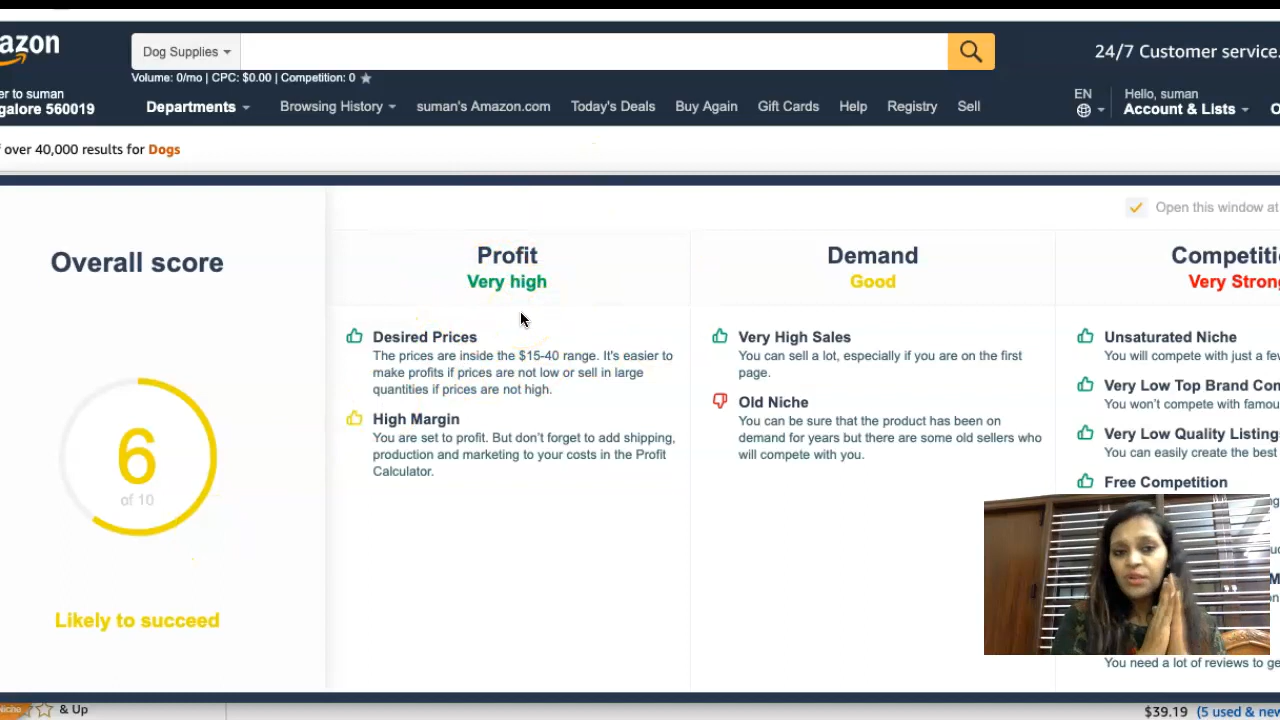 azon
Dog Supplies
24/7 Customer service.
Volume: 0/mo | CPC: $0.00 | Competition: 0
er to suman
galore 560019
Departments
Browsing History
suman's Amazon.com
Today's Deals
Buy Again
Gift Cards
Help
Registry
Sell
EN
Hello, suman
Account & Lists
O
over 40,000 results for Dogs
Open this window at
Overall score
6
of 10
Likely to succeed
Profit
Very high
Desired Prices
The prices are inside the $15-40 range. It's easier to
make profits if prices are not low or sell in large
quantities if prices are not high.
High Margin
You are set to profit. But don't forget to add shipping,
production and marketing to your costs in the Profit
Calculator.
Demand
Good
Very High Sales
You can sell a lot, especially if you are on the first
page.
Old Niche
You can be sure that the product has been on
demand for years but there are some old sellers who
will compete with you.
Competiti
Very Stron
Unsaturated Niche
You will compete with just a fe
Very Low Top Brand Con
You won't compete with famou
Very Low Quality Listing
You can easily create the best
Free Competition
You need a lot of reviews to ge
Niche
& Up
$39.19 (5 used & new